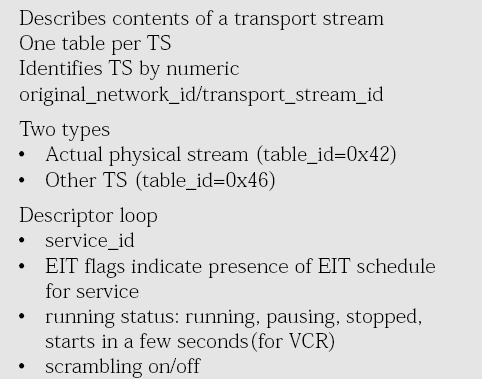 Describes contents of a transport stream
One table per TS
Identifies TS by numeric
original_network_id/transport_stream_id
Two types
• Actual physical stream (table_id=0x42)
• Other TS (table_id=0x46)
Descriptor loop
• service_id
• EIT flags indicate presence of EIT schedule
for service
• running status: running, pausing, stopped,
starts in a few seconds(for VCR)
• scrambling on/off